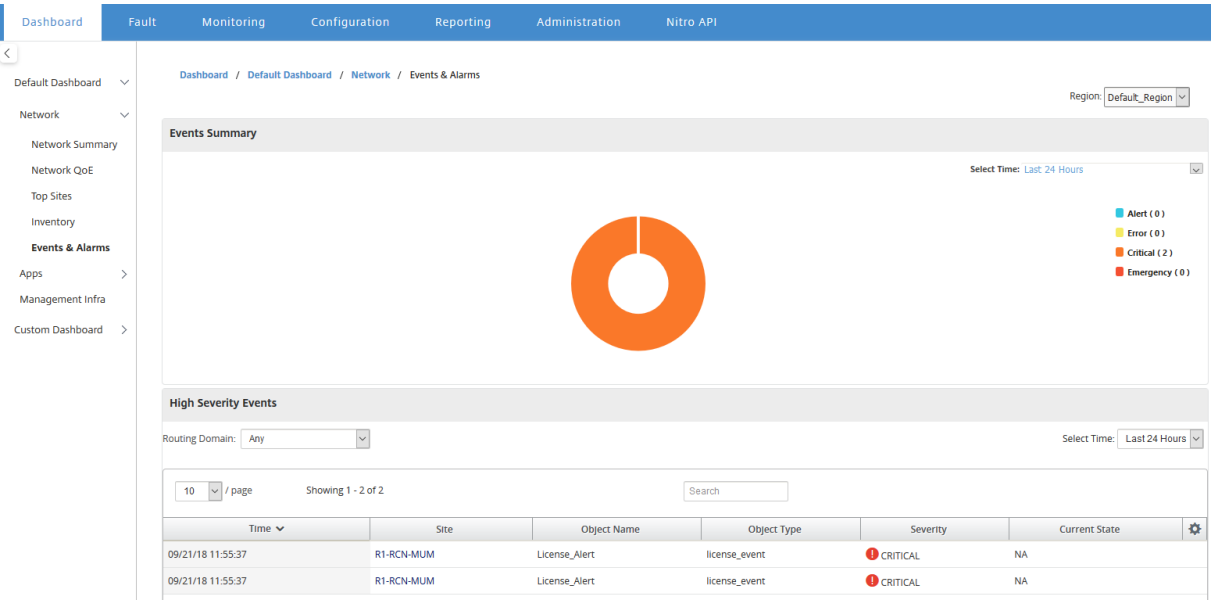 Dashboard Fault Monitoring Configuration Reporting Administration Nitro API
Default Dashboard
Network
Network Summary
Network QoE
Top Sites
Inventory
Events & Alarms
Apps
Management Infra
Custom Dashboard
Dashboard / Default Dashboard / Network / Events & Alarms
Region: Default_Region
Events Summary
Select Time: Last 24 Hours
Alert ( 0 )
Error ( 0 )
Critical ( 2 )
Emergency ( 0 )
High Severity Events
Routing Domain: Any Select Time: Last 24 Hours
10 / page Showing 1 - 2 of 2 Search
Time Site Object Name Object Type Severity Current State
09/21/18 11:55:37 R1-RCN-MUM License_Alert license_event CRITICAL NA
09/21/18 11:55:37 R1-RCN-MUM License_Alert license_event CRITICAL NA